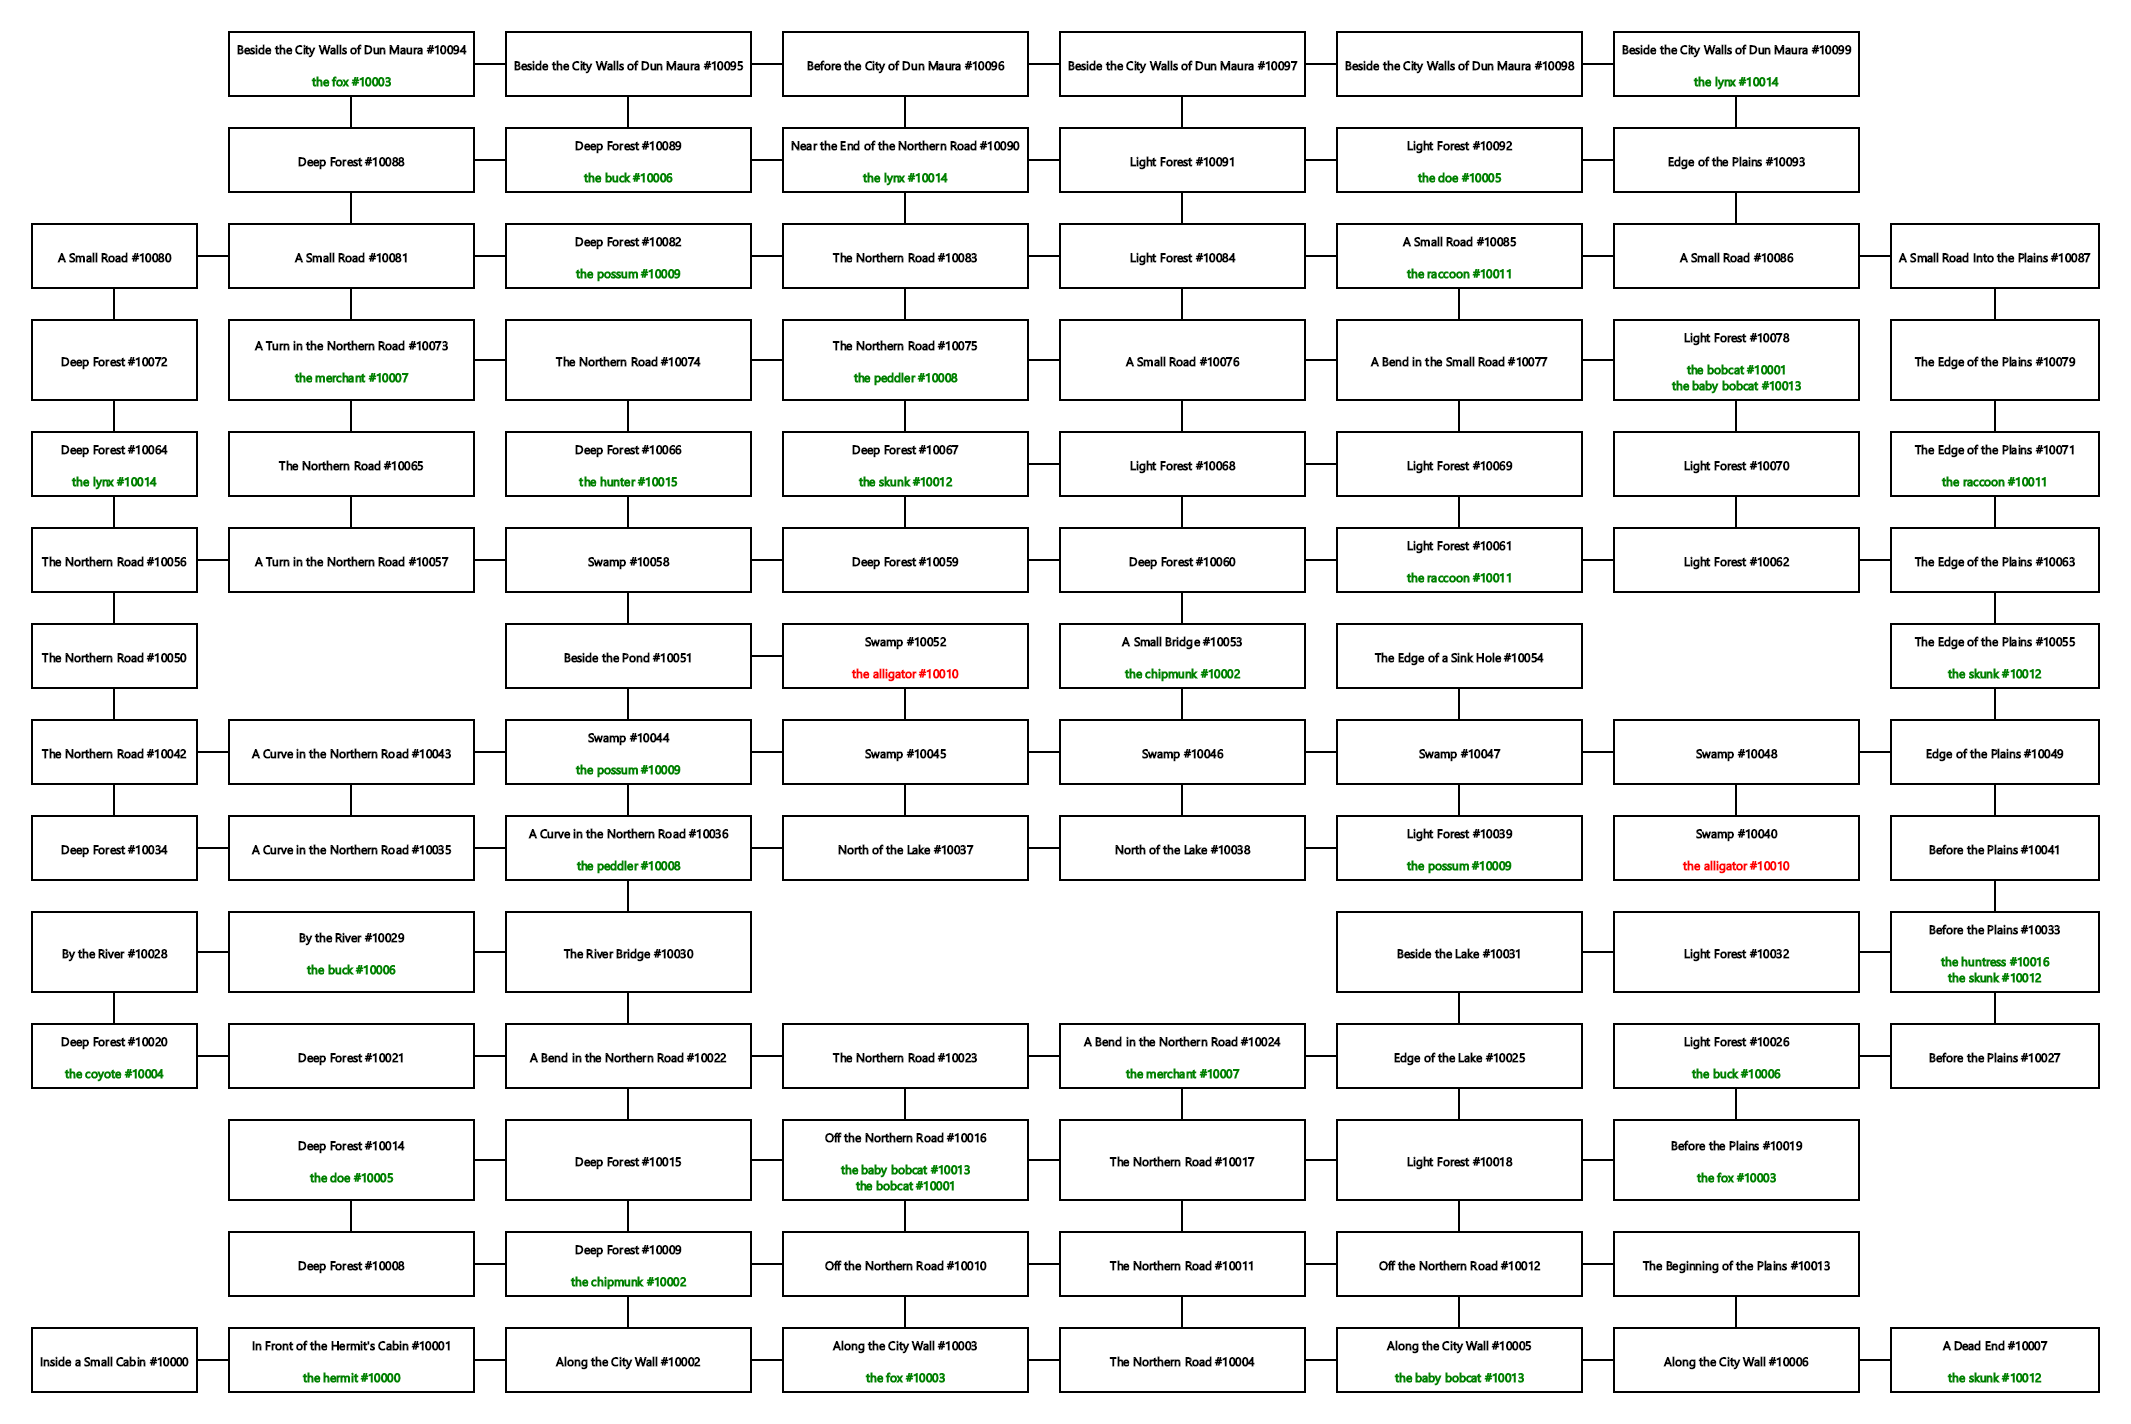 Beside the City Walls of Dun Maura #10094
the fox #10003
Beside the City Walls of Dun Maura #10095
Before the City of Dun Maura #10096
Beside the City Walls of Dun Maura #10097
Beside the City Walls of Dun Maura #10098
Beside the City Walls of Dun Maura #10099
the lynx #10014
Deep Forest #10088
Deep Forest #10089
the buck #10006
Near the End of the Northern Road #10090
the lynx #10014
Light Forest #10091
Light Forest #10092
the doe #10005
Edge of the Plains #10093
A Small Road #10080
A Small Road #10081
Deep Forest #10082
the possum #10009
The Northern Road #10083
Light Forest #10084
A Small Road #10085
the raccoon #10011
A Small Road #10086
A Small Road Into the Plains #10087
Deep Forest #10072
A Turn in the Northern Road #10073
the merchant #10007
The Northern Road #10074
The Northern Road #10075
the peddler #10008
A Small Road #10076
A Bend in the Small Road #10077
Light Forest #10078
the bobcat #10001
the baby bobcat #10013
The Edge of the Plains #10079
Deep Forest #10064
the lynx #10014
The Northern Road #10065
Deep Forest #10066
the hunter #10015
Deep Forest #10067
the skunk #10012
Light Forest #10068
Light Forest #10069
Light Forest #10070
The Edge of the Plains #10071
the raccoon #10011
The Northern Road #10056
A Turn in the Northern Road #10057
Swamp #10058
Deep Forest #10059
Deep Forest #10060
Light Forest #10061
the raccoon #10011
Light Forest #10062
The Edge of the Plains #10063
The Northern Road #10050
Beside the Pond #10051
Swamp #10052
the alligator #10010
A Small Bridge #10053
the chipmunk #10002
The Edge of a Sink Hole #10054
The Edge of the Plains #10055
the skunk #10012
The Northern Road #10042
A Curve in the Northern Road #10043
Swamp #10044
the possum #10009
Swamp #10045
Swamp #10046
Swamp #10047
Swamp #10048
Edge of the Plains #10049
Deep Forest #10034
A Curve in the Northern Road #10035
A Curve in the Northern Road #10036
the peddler #10008
North of the Lake #10037
North of the Lake #10038
Light Forest #10039
the possum #10009
Swamp #10040
the alligator #10010
Before the Plains #10041
By the River #10028
By the River #10029
the buck #10006
The River Bridge #10030
Beside the Lake #10031
Light Forest #10032
Before the Plains #10033
the huntress #10016
the skunk #10012
Deep Forest #10020
the coyote #10004
Deep Forest #10021
A Bend in the Northern Road #10022
The Northern Road #10023
A Bend in the Northern Road #10024
the merchant #10007
Edge of the Lake #10025
Light Forest #10026
the buck #10006
Before the Plains #10027
Deep Forest #10014
the doe #10005
Deep Forest #10015
Off the Northern Road #10016
the baby bobcat #10013
the bobcat #10001
The Northern Road #10017
Light Forest #10018
Before the Plains #10019
the fox #10003
Deep Forest #10008
Deep Forest #10009
the chipmunk #10002
Off the Northern Road #10010
The Northern Road #10011
Off the Northern Road #10012
The Beginning of the Plains #10013
Inside a Small Cabin #10000
In Front of the Hermit's Cabin #10001
the hermit #10000
Along the City Wall #10002
Along the City Wall #10003
the fox #10003
The Northern Road #10004
Along the City Wall #10005
the baby bobcat #10013
Along the City Wall #10006
A Dead End #10007
the skunk #10012